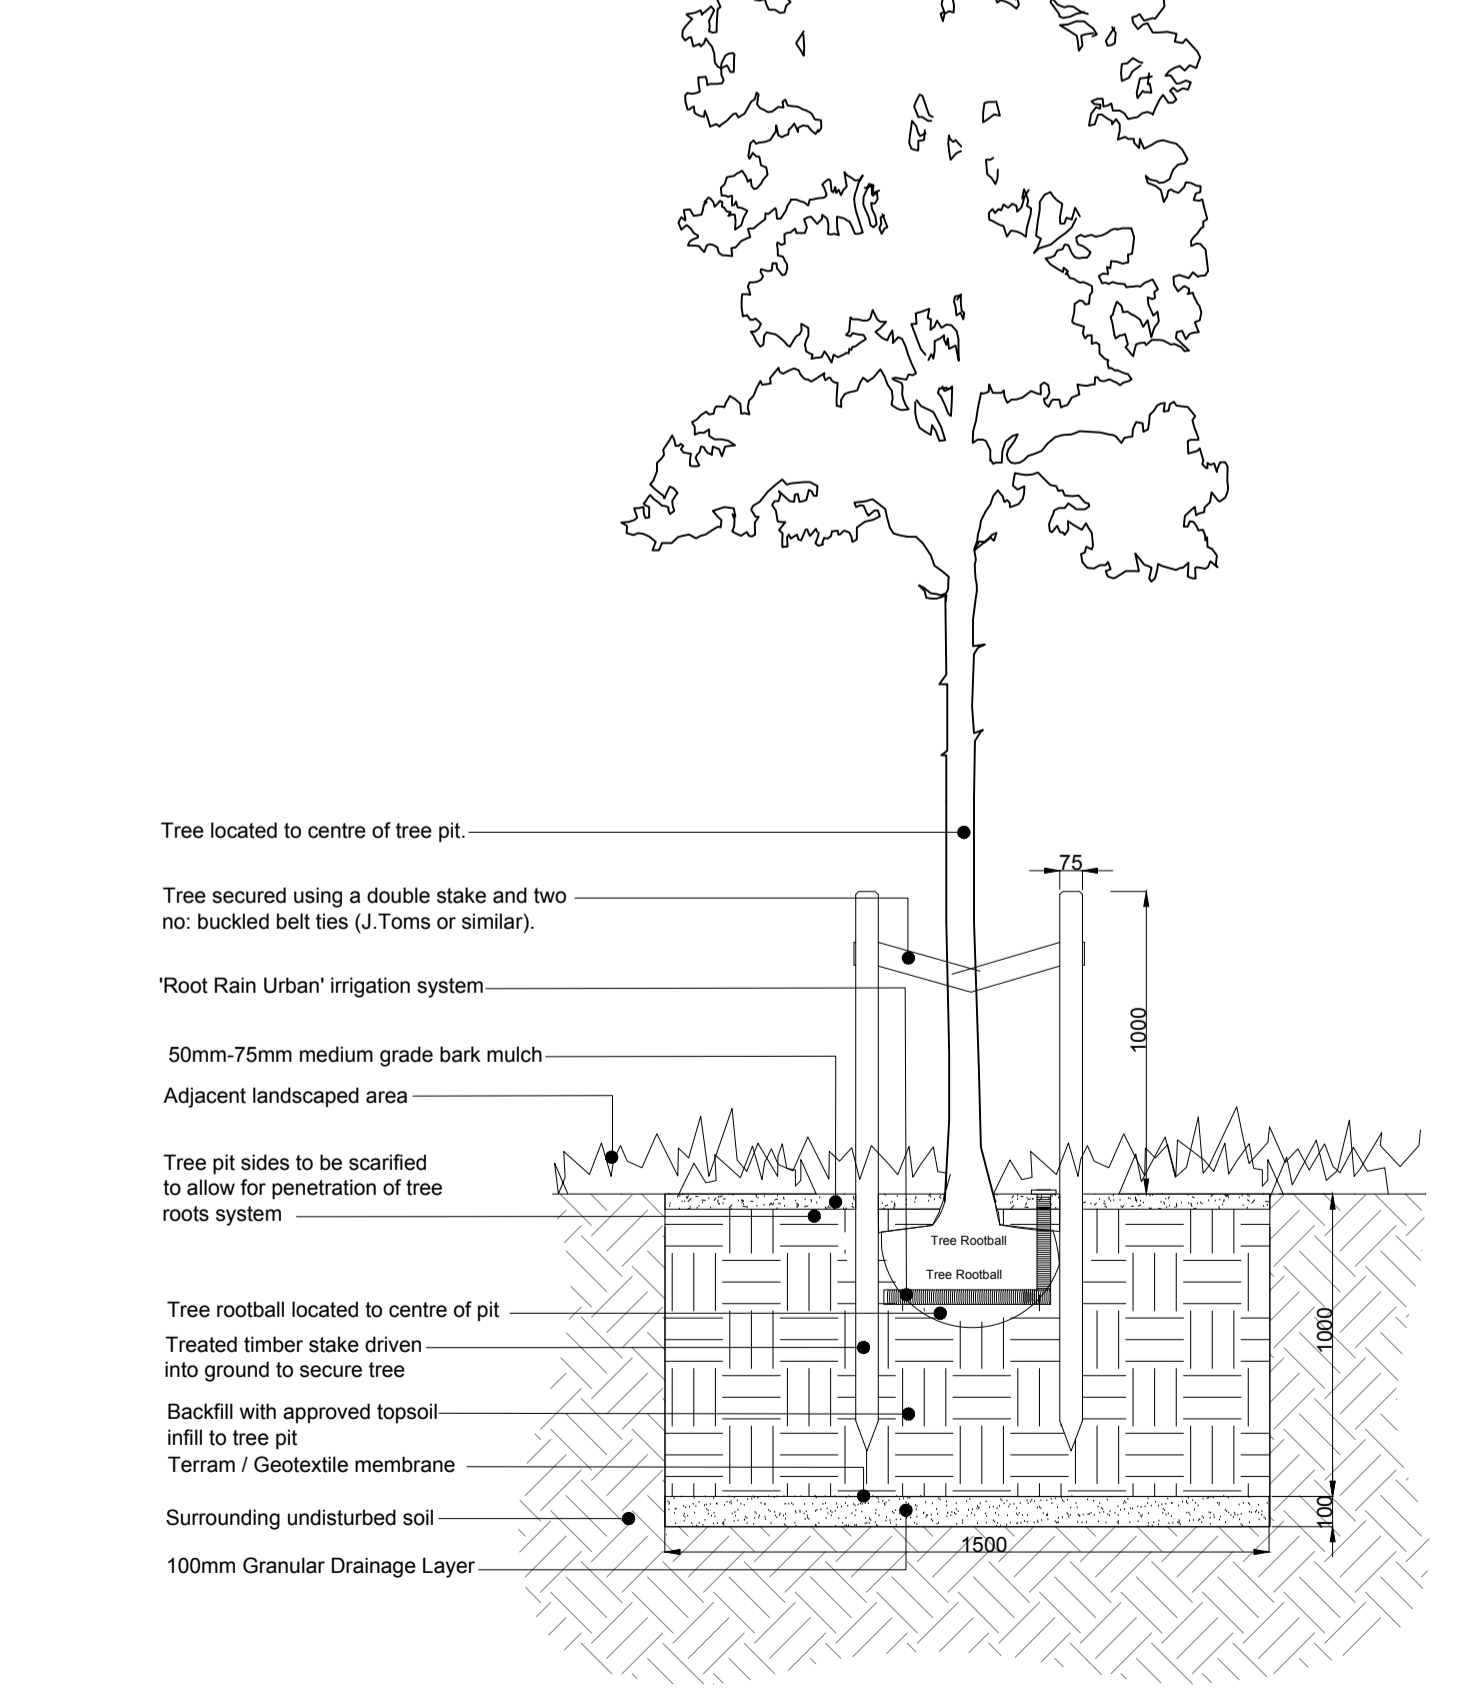 Tree located to centre of tree pit.
75
Tree secured using a double stake and two
no: buckled belt ties (J.Toms or similar).
'Root Rain Urban' irrigation system
1000
50mm-75mm medium grade bark mulch
Adjacent landscaped area
Tree pit sides to be scarified
to allow for penetration of tree
roots system
Tree Rootball
Tree Rootball
Tree rootball located to centre of pit
1000
Treated timber stake driven
into ground to secure tree
Backfill with approved topsoil
infill to tree pit
Terram / Geotextile membrane
100
Surrounding undisturbed soil
1500
100mm Granular Drainage Layer